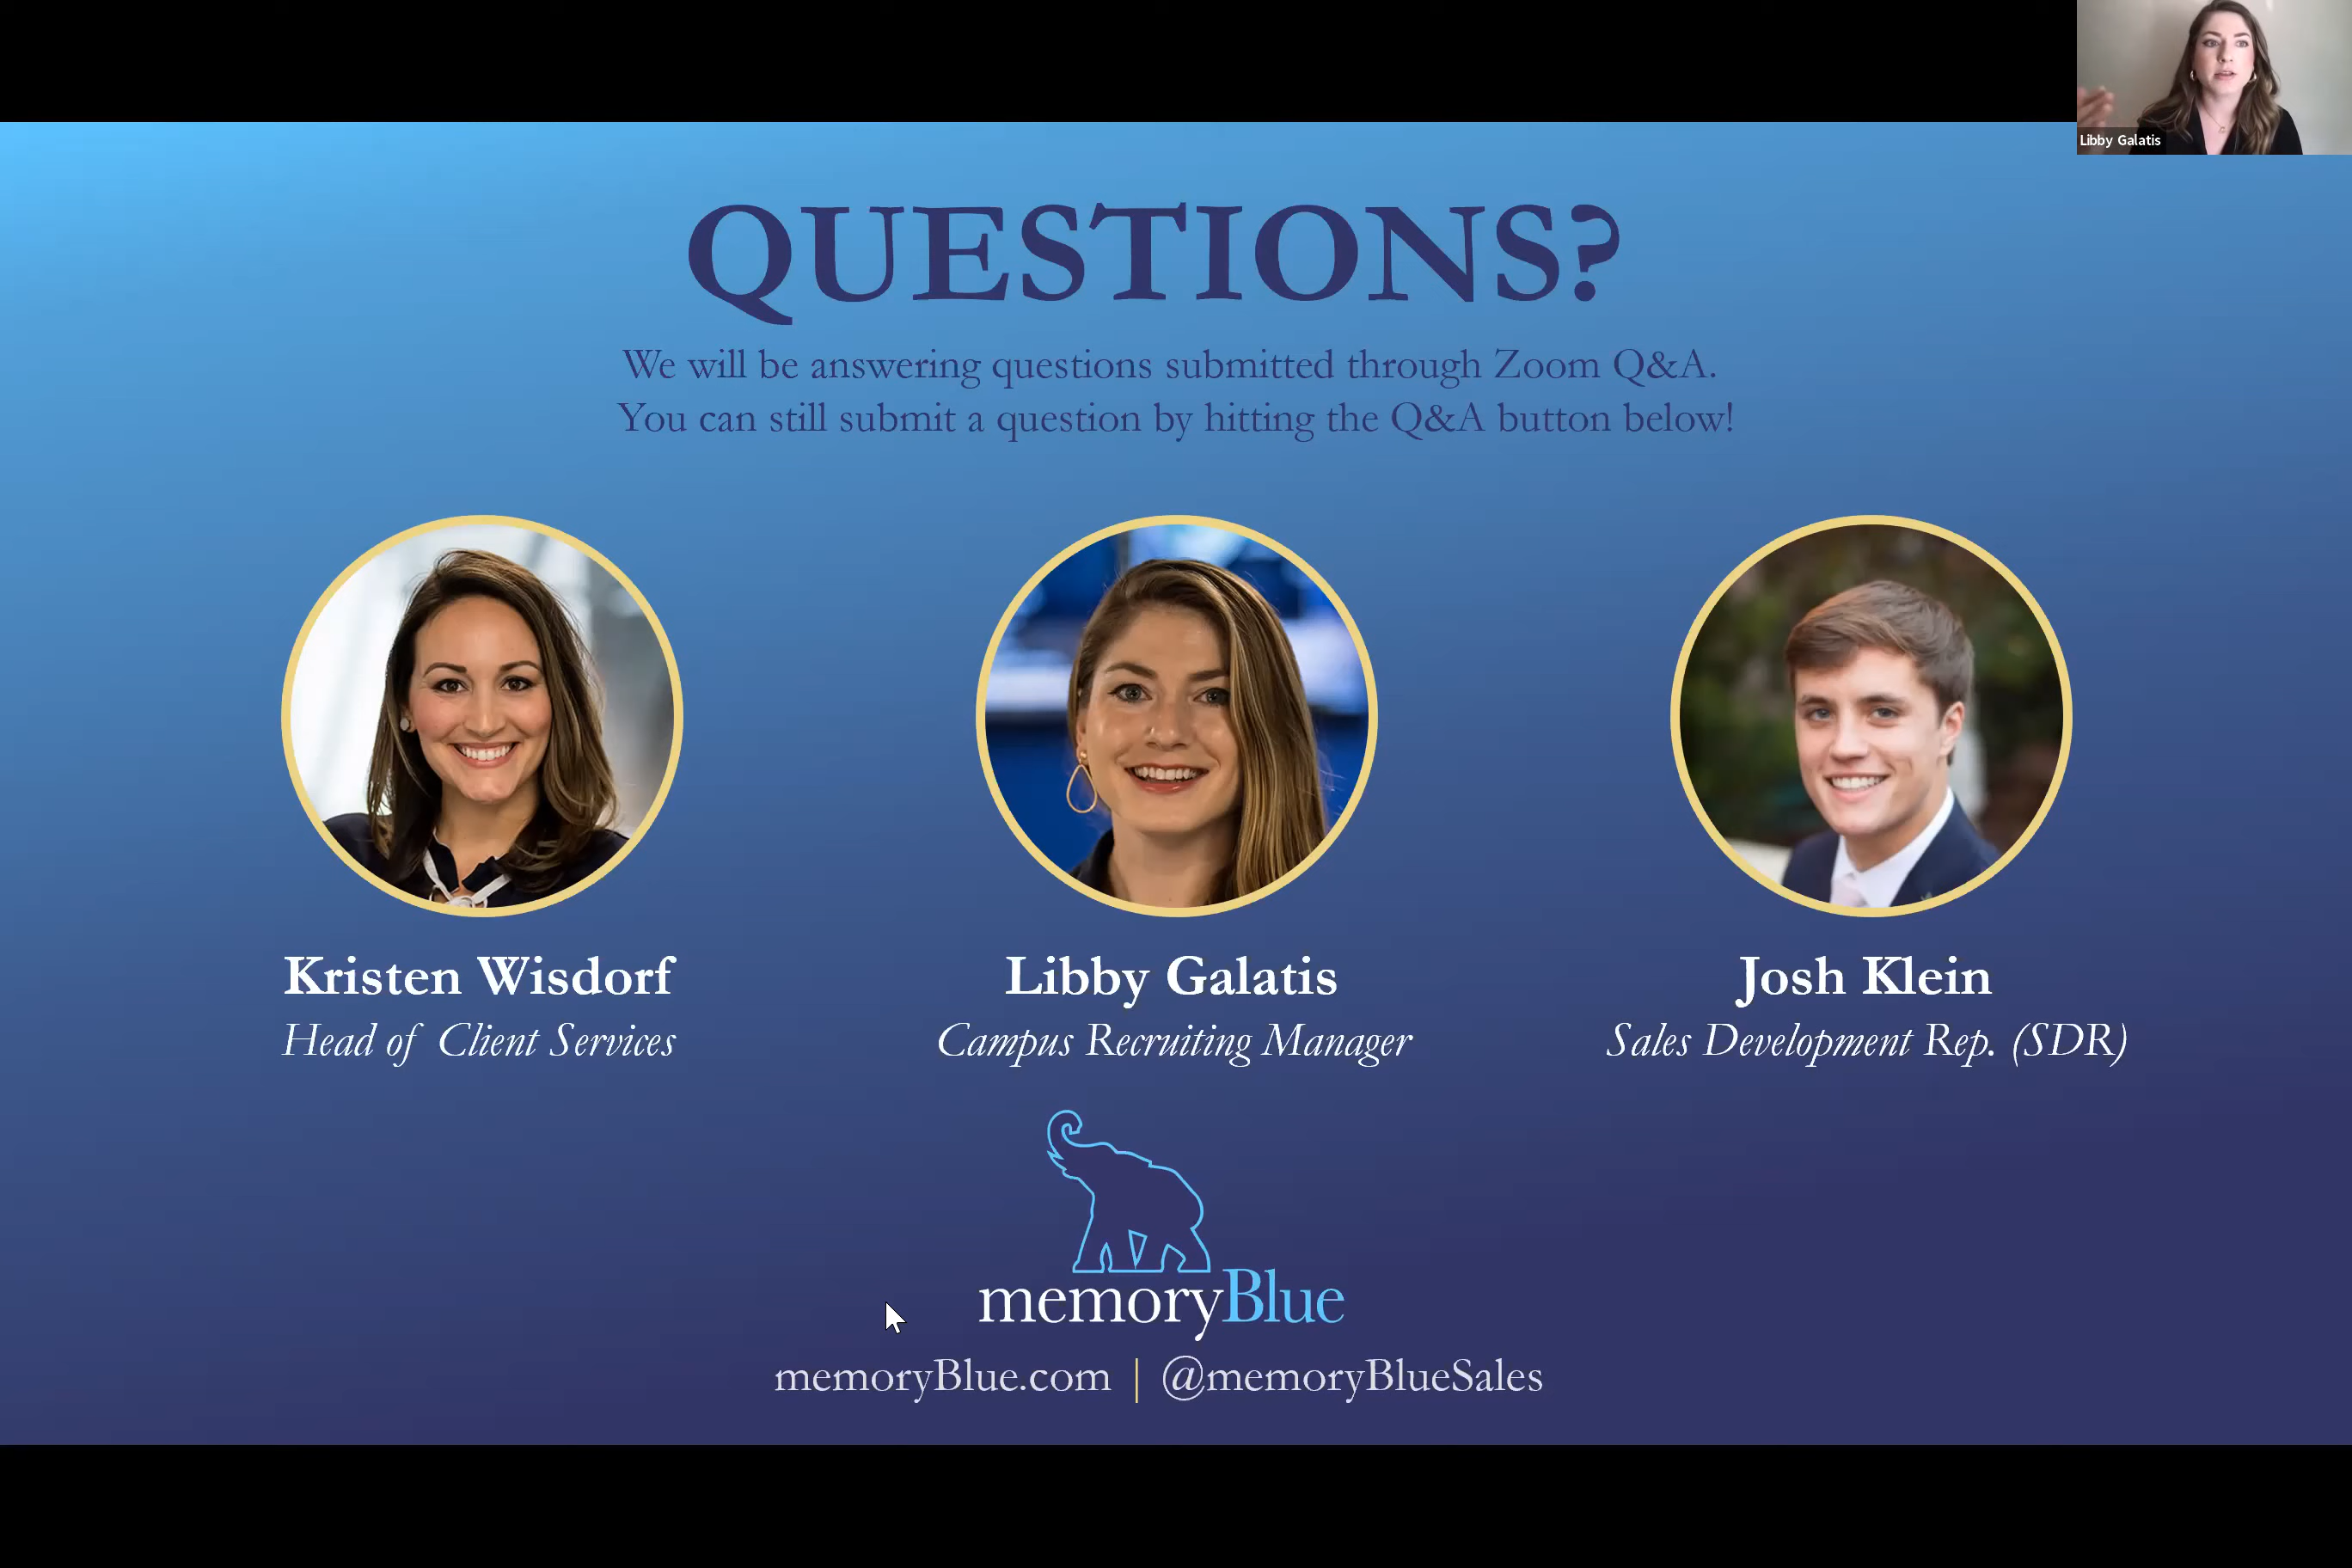 Libby Galatis
QUESTIONS?
We will be answering questions submitted through Zoom Q&A.
You can still submit a question by hitting the Q&A button below!
Kristen Wisdorf
Head of Client Services
Libby Galatis
Campus Recruiting Manager
Josh Klein
Sales Development Rep. (SDR)
memoryBlue
memoryBlue.com | @memoryBlueSales